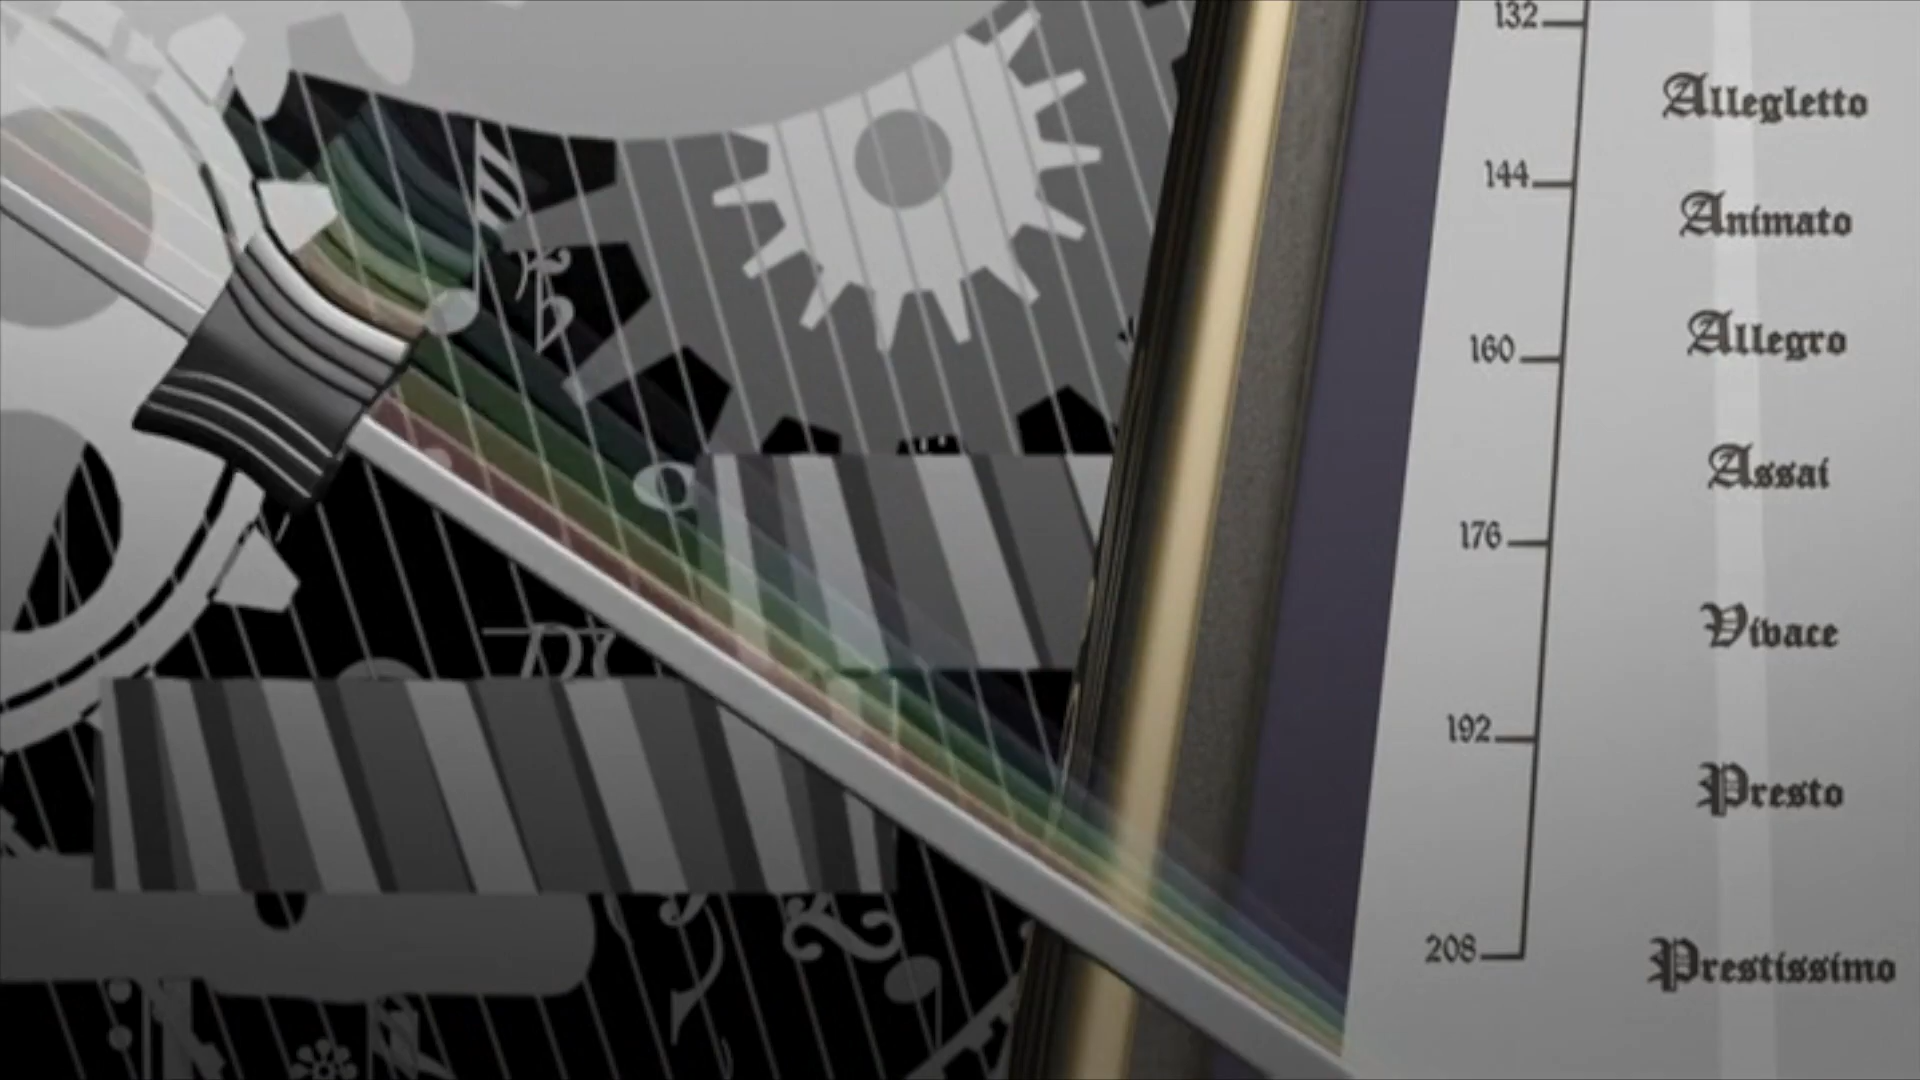 132
Allegletto
144
Animato
160
Allegro
Assai
176
Vivace
192
Presto
208
Prestissimo